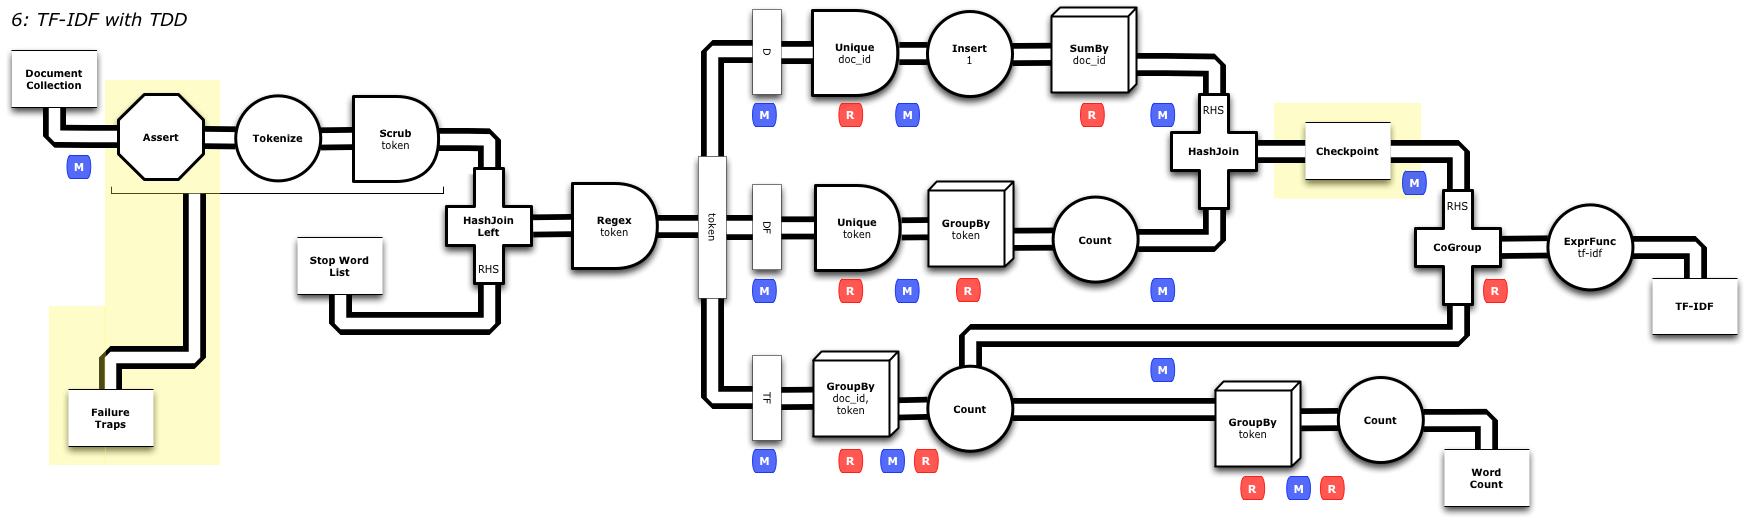 6: TF-IDF with TDD
Document
Collection
M
Assert
Tokenize
Scrub
token
HashJoin
Left
RHS
Stop Word
List
Failure
Traps
Regex
token
token
D
M
Unique
doc_id
R
M
Insert
1
SumBy
doc_id
R
M
DF
M
Unique
token
R
M
GroupBy
token
R
Count
M
RHS
HashJoin
Checkpoint
M
RHS
CoGroup
R
ExprFunc
tf-idf
TF-IDF
TF
M
GroupBy
doc_id,
token
R
M
R
Count
M
GroupBy
token
R
M
R
Count
Word
Count